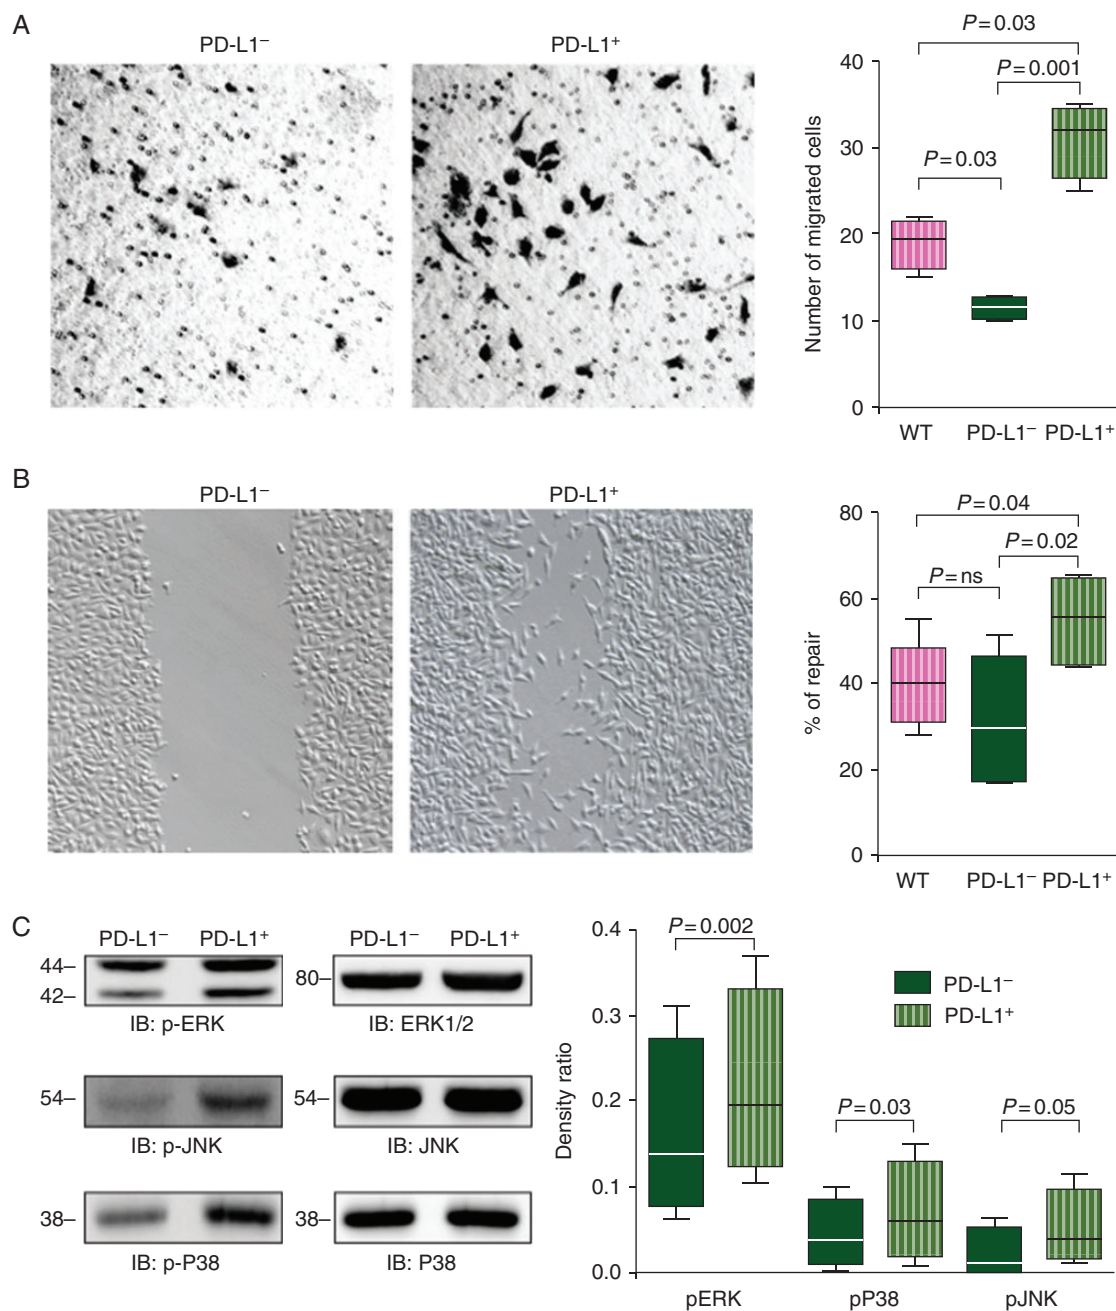 A
PD-L1⁻
PD-L1⁺
P = 0.03
P = 0.001
P = 0.03
Number of migrated cells
40
30
20
10
0
WT PD-L1⁻ PD-L1⁺
B
PD-L1⁻
PD-L1⁺
P = 0.04
P = 0.02
P = ns
% of repair
80
60
40
20
0
WT PD-L1⁻ PD-L1⁺
C
PD-L1⁻ PD-L1⁺
44–
42–
IB: p-ERK
54–
IB: p-JNK
38–
IB: p-P38
PD-L1⁻ PD-L1⁺
80–
IB: ERK1/2
54–
IB: JNK
38–
IB: P38
Density ratio
0.4
0.3
0.2
0.1
0.0
P = 0.002
P = 0.03
P = 0.05
PD-L1⁻
PD-L1⁺
pERK pP38 pJNK